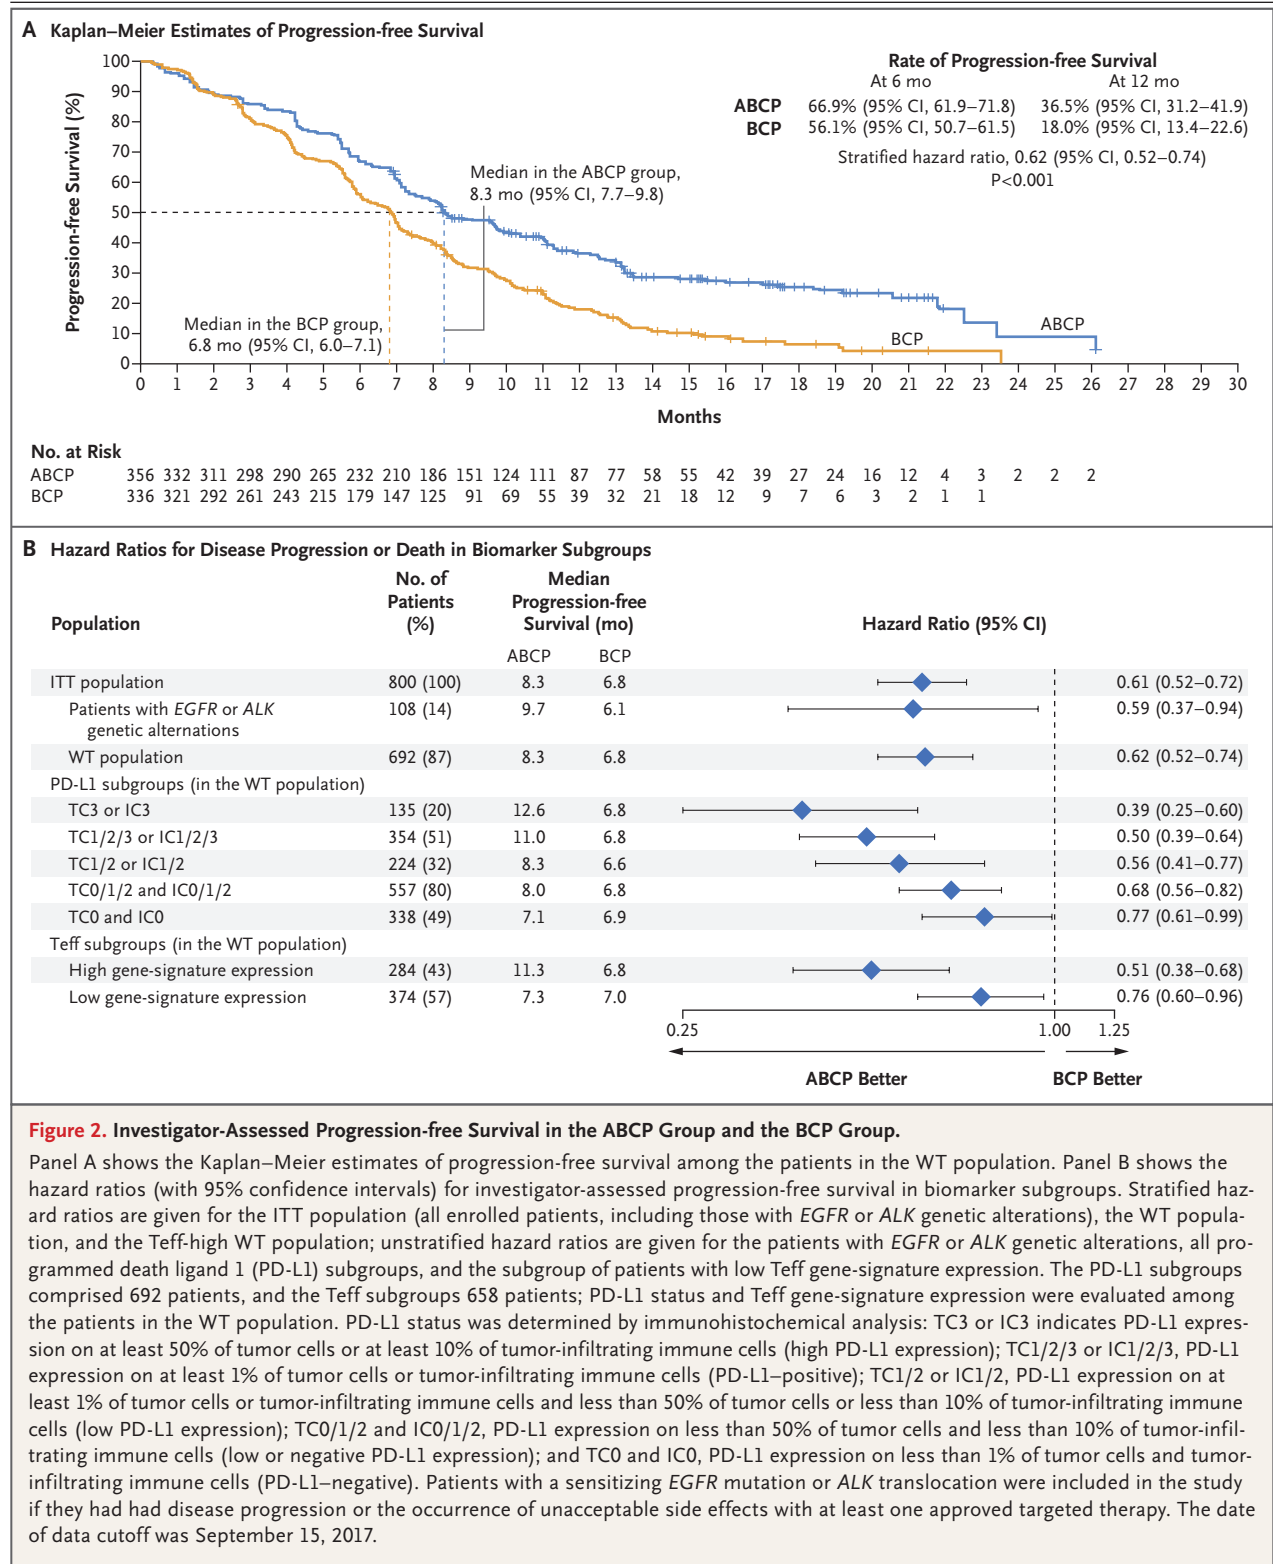 A Kaplan–Meier Estimates of Progression-free Survival
Progression-free Survival (%)
100
90
80
70
60
50
40
30
20
10
0
Rate of Progression-free Survival
At 6 mo At 12 mo
ABCP 66.9% (95% CI, 61.9–71.8) 36.5% (95% CI, 31.2–41.9)
BCP 56.1% (95% CI, 50.7–61.5) 18.0% (95% CI, 13.4–22.6)
Stratified hazard ratio, 0.62 (95% CI, 0.52–0.74)
P<0.001
Median in the ABCP group,
8.3 mo (95% CI, 7.7–9.8)
Median in the BCP group,
6.8 mo (95% CI, 6.0–7.1)
ABCP
BCP
0 1 2 3 4 5 6 7 8 9 10 11 12 13 14 15 16 17 18 19 20 21 22 23 24 25 26 27 28 29 30
Months
No. at Risk
ABCP 356 332 311 298 290 265 232 210 186 151 124 111 87 77 58 55 42 39 27 24 16 12 4 3 2 2 2
BCP 336 321 292 261 243 215 179 147 125 91 69 55 39 32 21 18 12 9 7 6 3 2 1 1
B Hazard Ratios for Disease Progression or Death in Biomarker Subgroups
No. of Median
Patients Progression-free
Population (%) Survival (mo) Hazard Ratio (95% CI)
ABCP BCP
ITT population 800 (100) 8.3 6.8 0.61 (0.52–0.72)
Patients with EGFR or ALK 108 (14) 9.7 6.1 0.59 (0.37–0.94)
genetic alternations
WT population 692 (87) 8.3 6.8 0.62 (0.52–0.74)
PD-L1 subgroups (in the WT population)
TC3 or IC3 135 (20) 12.6 6.8 0.39 (0.25–0.60)
TC1/2/3 or IC1/2/3 354 (51) 11.0 6.8 0.50 (0.39–0.64)
TC1/2 or IC1/2 224 (32) 8.3 6.6 0.56 (0.41–0.77)
TC0/1/2 and IC0/1/2 557 (80) 8.0 6.8 0.68 (0.56–0.82)
TC0 and IC0 338 (49) 7.1 6.9 0.77 (0.61–0.99)
Teff subgroups (in the WT population)
High gene-signature expression 284 (43) 11.3 6.8 0.51 (0.38–0.68)
Low gene-signature expression 374 (57) 7.3 7.0 0.76 (0.60–0.96)
0.25 1.00 1.25
ABCP Better BCP Better
Figure 2. Investigator-Assessed Progression-free Survival in the ABCP Group and the BCP Group.
Panel A shows the Kaplan–Meier estimates of progression-free survival among the patients in the WT population. Panel B shows the
hazard ratios (with 95% confidence intervals) for investigator-assessed progression-free survival in biomarker subgroups. Stratified haz-
ard ratios are given for the ITT population (all enrolled patients, including those with EGFR or ALK genetic alterations), the WT popula-
tion, and the Teff-high WT population; unstratified hazard ratios are given for the patients with EGFR or ALK genetic alterations, all pro-
grammed death ligand 1 (PD-L1) subgroups, and the subgroup of patients with low Teff gene-signature expression. The PD-L1 subgroups
comprised 692 patients, and the Teff subgroups 658 patients; PD-L1 status and Teff gene-signature expression were evaluated among
the patients in the WT population. PD-L1 status was determined by immunohistochemical analysis: TC3 or IC3 indicates PD-L1 expres-
sion on at least 50% of tumor cells or at least 10% of tumor-infiltrating immune cells (high PD-L1 expression); TC1/2/3 or IC1/2/3, PD-L1
expression on at least 1% of tumor cells or tumor-infiltrating immune cells (PD-L1–positive); TC1/2 or IC1/2, PD-L1 expression on at
least 1% of tumor cells or tumor-infiltrating immune cells and less than 50% of tumor cells or less than 10% of tumor-infiltrating immune
cells (low PD-L1 expression); TC0/1/2 and IC0/1/2, PD-L1 expression on less than 50% of tumor cells and less than 10% of tumor-infil-
trating immune cells (low or negative PD-L1 expression); and TC0 and IC0, PD-L1 expression on less than 1% of tumor cells and tumor-
infiltrating immune cells (PD-L1–negative). Patients with a sensitizing EGFR mutation or ALK translocation were included in the study
if they had had disease progression or the occurrence of unacceptable side effects with at least one approved targeted therapy. The date
of data cutoff was September 15, 2017.